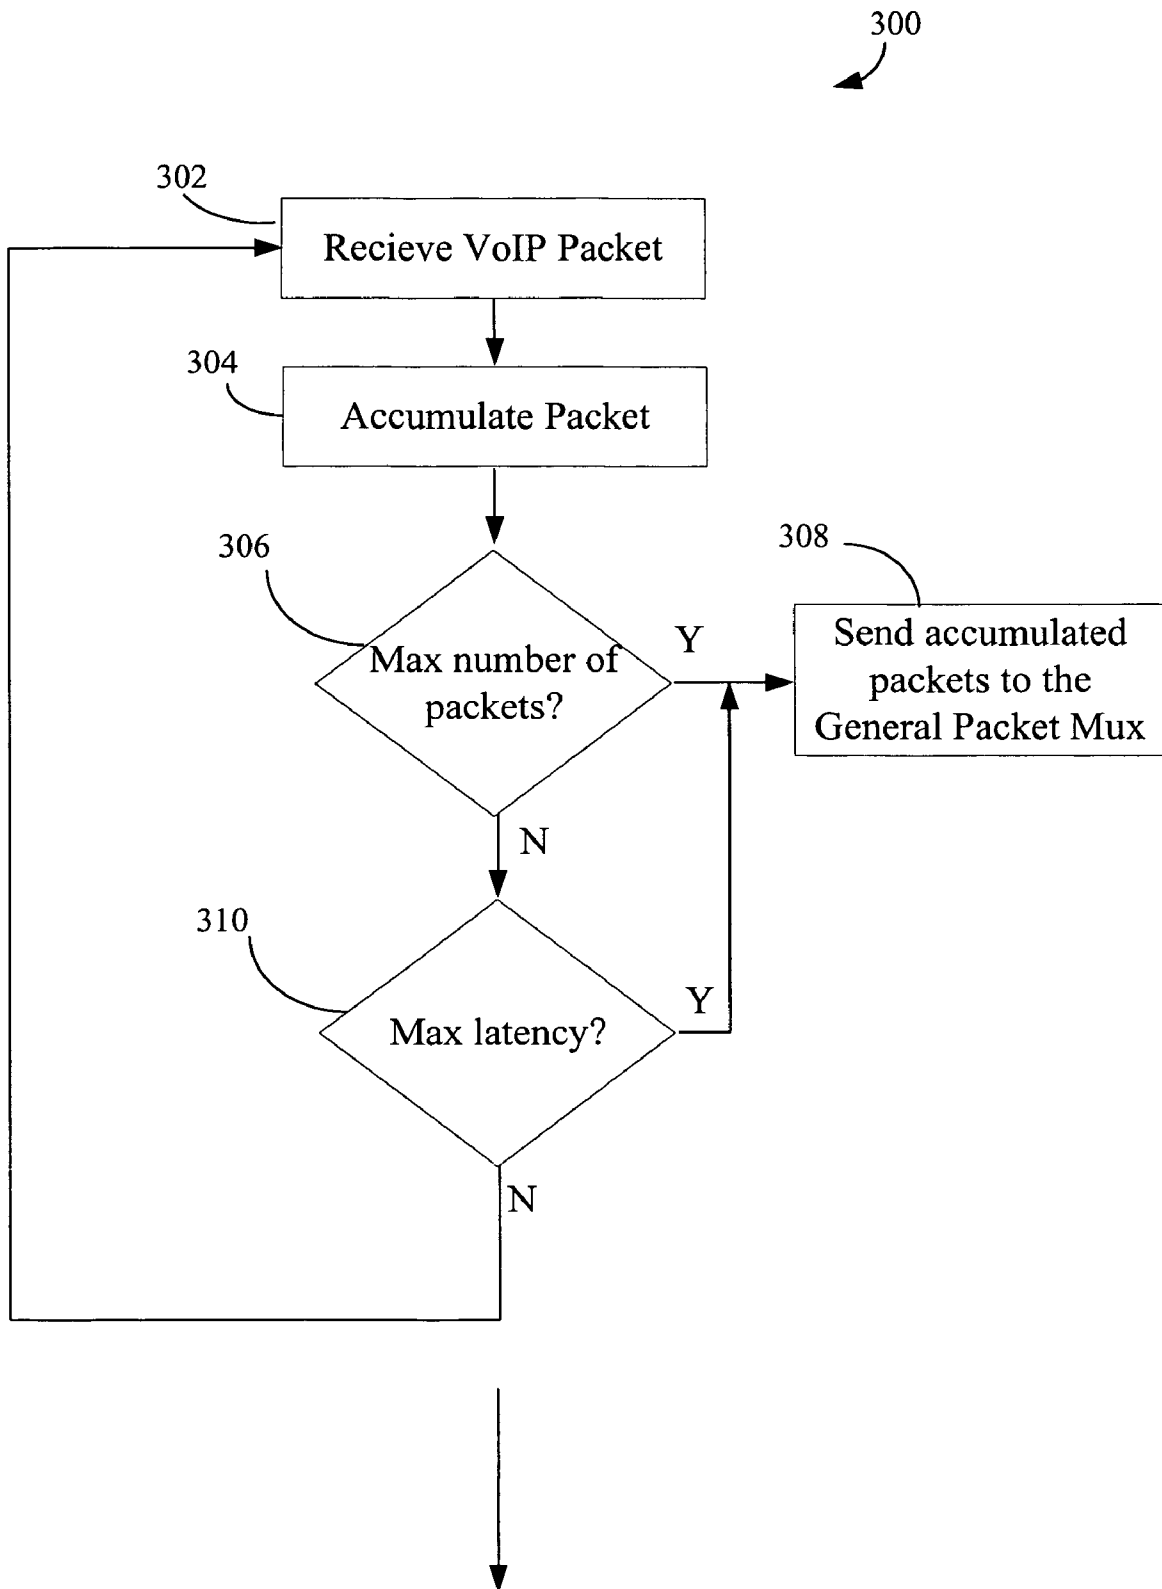 300
302
Recieve VoIP Packet
304
Accumulate Packet
306
Max number of
packets?
Y
308
Send accumulated
packets to the
General Packet Mux
N
310
Max latency?
Y
N